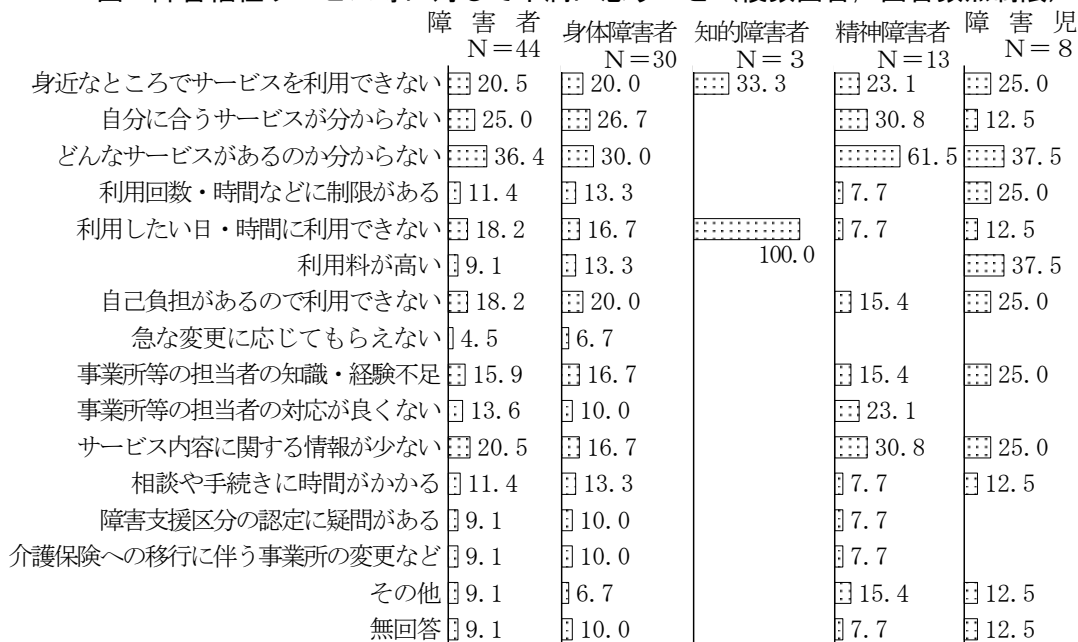 障害者 身体障害者 知的障害者 精神障害者 障害児
N＝44 N＝30 N＝3 N＝13 N＝8
身近なところでサービスを利用できない 20.5 20.0 33.3 23.1 25.0
自分に合うサービスが分からない 25.0 26.7 30.8 12.5
どんなサービスがあるのか分からない 36.4 30.0 61.5 37.5
利用回数・時間などに制限がある 11.4 13.3 7.7 25.0
利用したい日・時間に利用できない 18.2 16.7 100.0 7.7 12.5
利用料が高い 9.1 13.3 37.5
自己負担があるので利用できない 18.2 20.0 15.4 25.0
急な変更に応じてもらえない 4.5 6.7
事業所等の担当者の知識・経験不足 15.9 16.7 15.4 25.0
事業所等の担当者の対応が良くない 13.6 10.0 23.1
サービス内容に関する情報が少ない 20.5 16.7 30.8 25.0
相談や手続きに時間がかかる 11.4 13.3 7.7 12.5
障害支援区分の認定に疑問がある 9.1 10.0 7.7
介護保険への移行に伴う事業所の変更など 9.1 10.0 7.7
その他 9.1 6.7 15.4 12.5
無回答 9.1 10.0 7.7 12.5